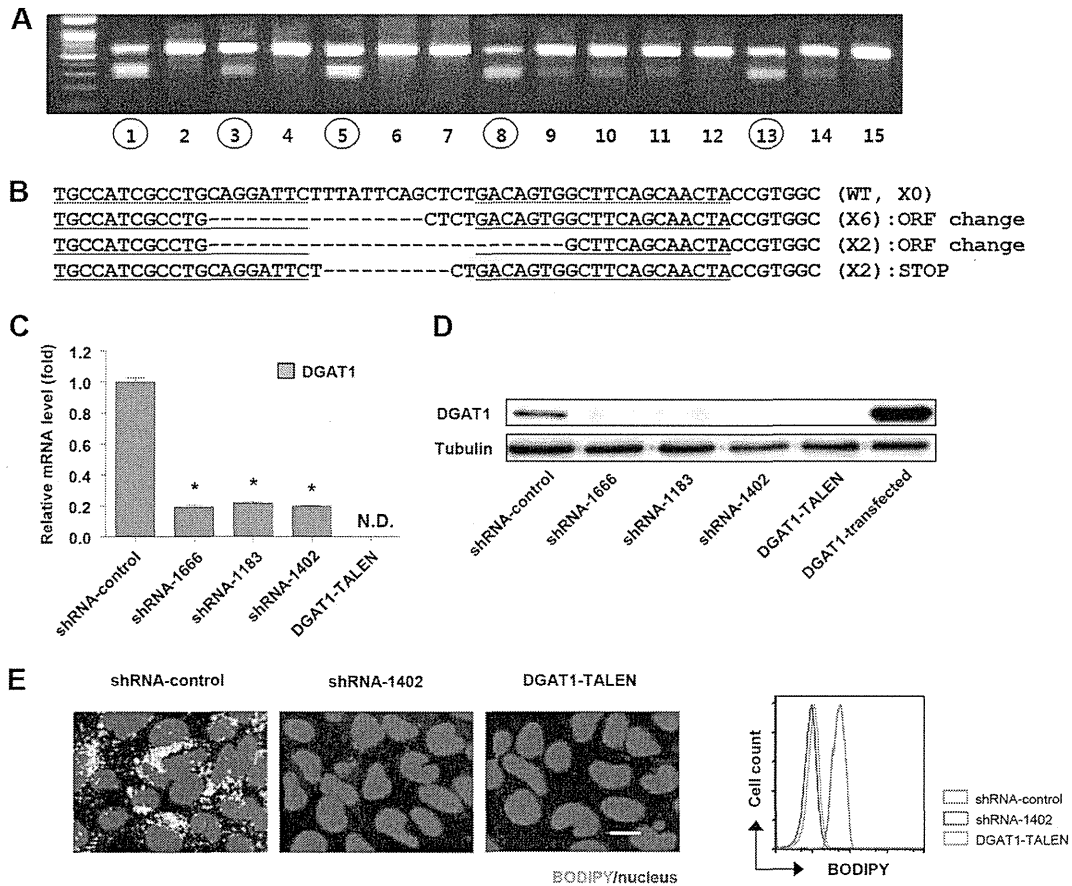 A
1 2 3 4 5 6 7 8 9 10 11 12 13 14 15
B
TGCCATCGCCTGCAGGATTCTTTATTCAGCTCTGACAGTGGCTTCAGCAACTACCGTGGC (WT, X0)
TGCCATCGCCTG-----------------CTCTGACAGTGGCTTCAGCAACTACCGTGGC (X6):ORF change
TGCCATCGCCTG----------------------------GCTTCAGCAACTACCGTGGC (X2):ORF change
TGCCATCGCCTGCAGGATTCT----------CTGACAGTGGCTTCAGCAACTACCGTGGC (X2):STOP
C
Relative mRNA level (fold)
1.2
1.0
0.8
0.6
0.4
0.2
0.0
DGAT1
* * * N.D.
shRNA-control
shRNA-1666
shRNA-1183
shRNA-1402
DGAT1-TALEN
D
DGAT1
Tubulin
shRNA-control
shRNA-1666
shRNA-1183
shRNA-1402
DGAT1-TALEN
DGAT1-transfected
E
shRNA-control
shRNA-1402
DGAT1-TALEN
BODIPY/nucleus
Cell count
BODIPY
shRNA-control
shRNA-1402
DGAT1-TALEN